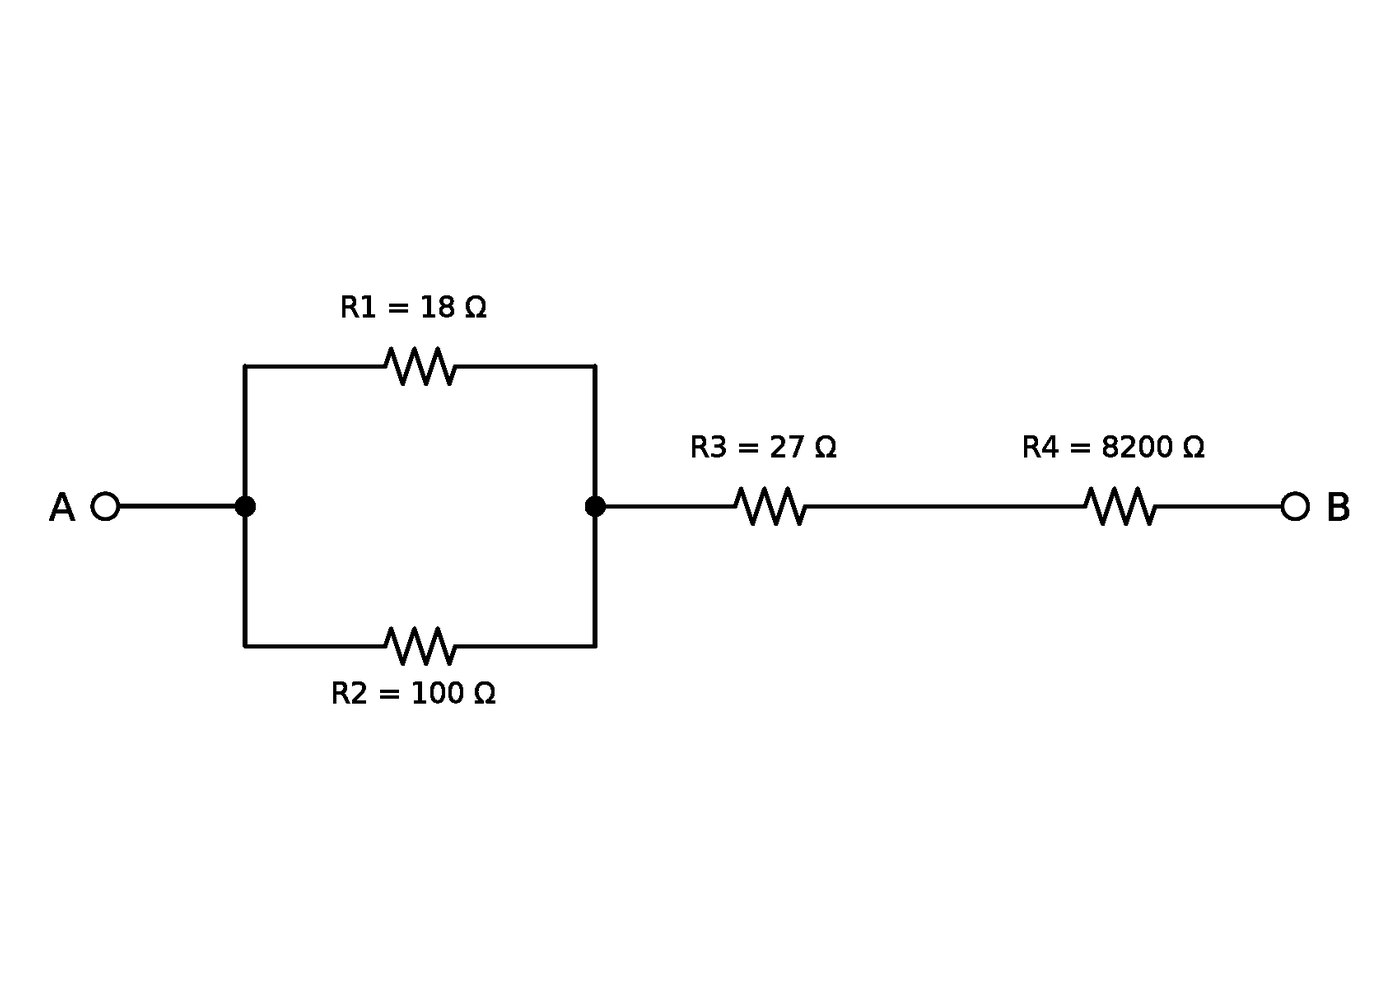 R1 = 18 Ω
R3 = 27 Ω
R4 = 8200 Ω
A
B
R2 = 100 Ω